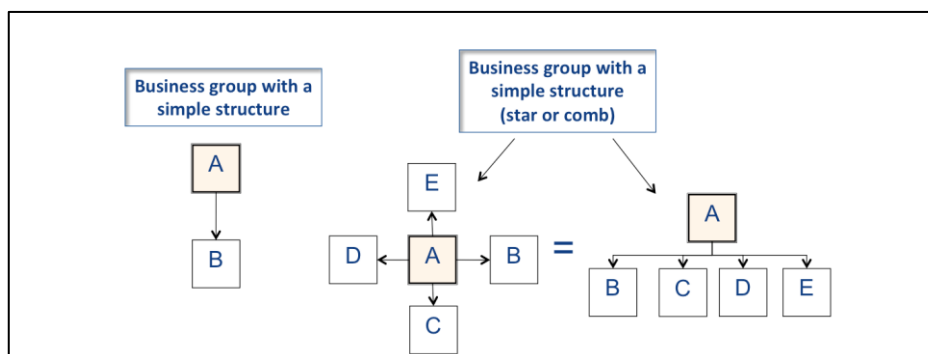 Business group with a
simple structure
Business group with a
simple structure
(star or comb)
A
B
E
D
A
B
C
=
A
B
C
D
E